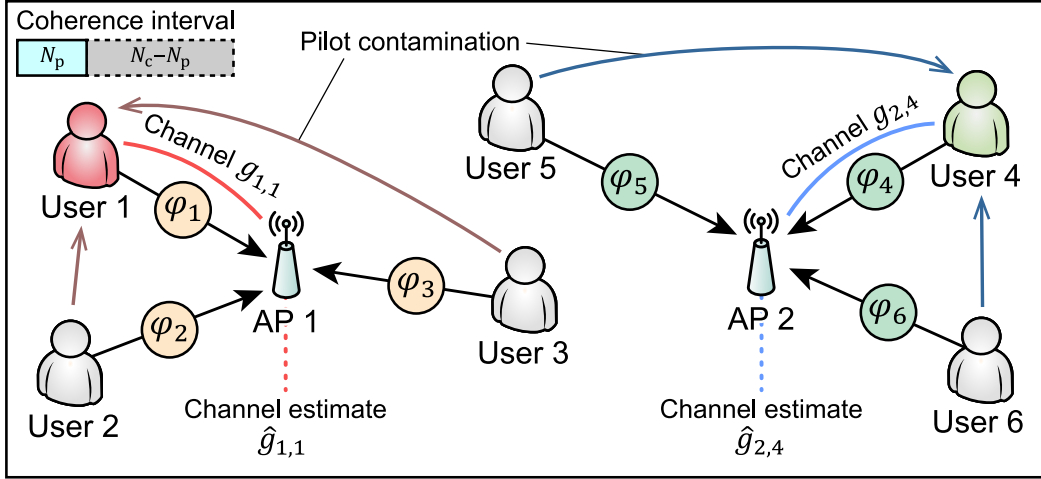 Coherence interval
N_p N_c−N_p
Pilot contamination
User 1
Channel g_{1,1}
φ_1
User 2
φ_2
AP 1
φ_3
User 3
Channel estimate
ĝ_{1,1}
User 5
φ_5
Channel g_{2,4}
φ_4
User 4
AP 2
φ_6
User 6
Channel estimate
ĝ_{2,4}